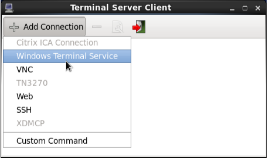 Terminal Server Client
Add Connection
Citrix ICA Connection
Windows Terminal Service
VNC
TN3270
Web
SSH
XDMCP
Custom Command